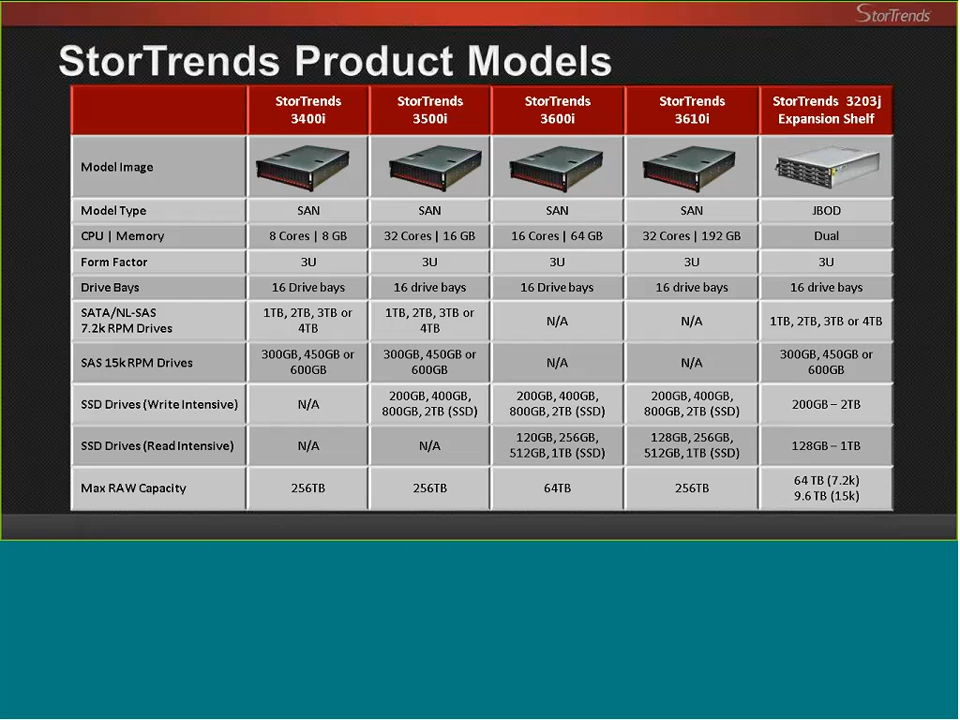 StorTrends
StorTrends Product Models
StorTrends 3400i
StorTrends 3500i
StorTrends 3600i
StorTrends 3610i
StorTrends 3203j Expansion Shelf
Model Image
Model Type SAN SAN SAN SAN JBOD
CPU | Memory 8 Cores | 8 GB 32 Cores | 16 GB 16 Cores | 64 GB 32 Cores | 192 GB Dual
Form Factor 3U 3U 3U 3U 3U
Drive Bays 16 Drive bays 16 drive bays 16 Drive bays 16 drive bays 16 drive bays
SATA/NL-SAS 7.2k RPM Drives 1TB, 2TB, 3TB or 4TB 1TB, 2TB, 3TB or 4TB N/A N/A 1TB, 2TB, 3TB or 4TB
SAS 15k RPM Drives 300GB, 450GB or 600GB 300GB, 450GB or 600GB N/A N/A 300GB, 450GB or 600GB
SSD Drives (Write Intensive) N/A 200GB, 400GB, 800GB, 2TB (SSD) 200GB, 400GB, 800GB, 2TB (SSD) 200GB, 400GB, 800GB, 2TB (SSD) 200GB – 2TB
SSD Drives (Read Intensive) N/A N/A 120GB, 256GB, 512GB, 1TB (SSD) 128GB, 256GB, 512GB, 1TB (SSD) 128GB – 1TB
Max RAW Capacity 256TB 256TB 64TB 256TB 64 TB (7.2k) 9.6 TB (15k)